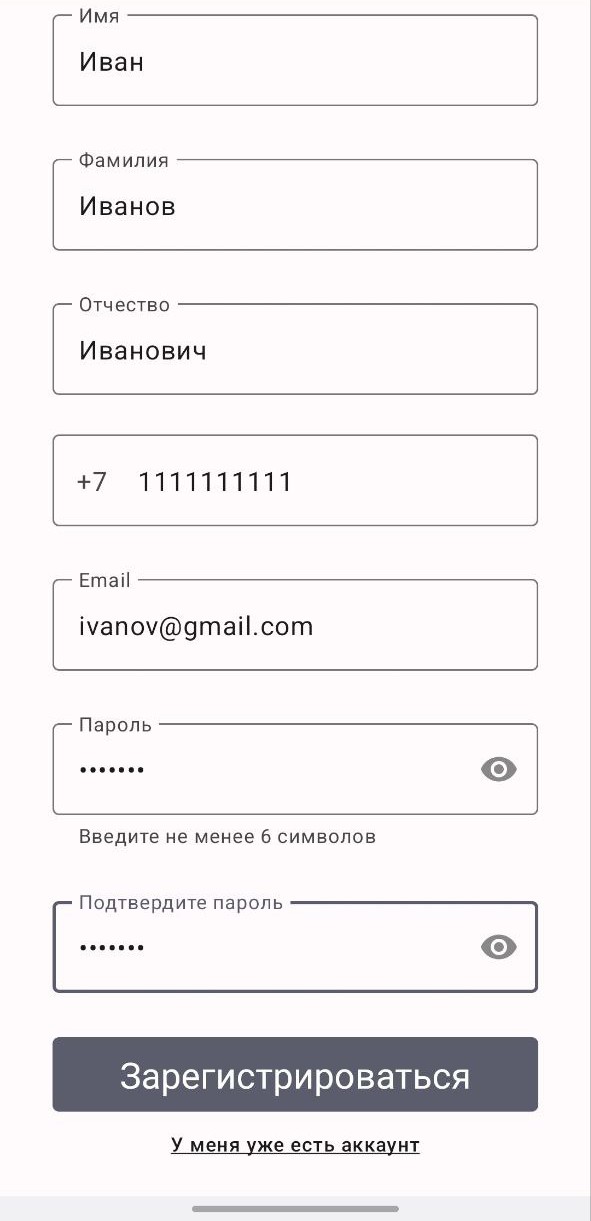 Имя
Иван
Фамилия
Иванов
Отчество
Иванович
+7 1111111111
Email
ivanov@gmail.com
Пароль
•••••••
Введите не менее 6 символов
Подтвердите пароль
•••••••
Зарегистрироваться
У меня уже есть аккаунт